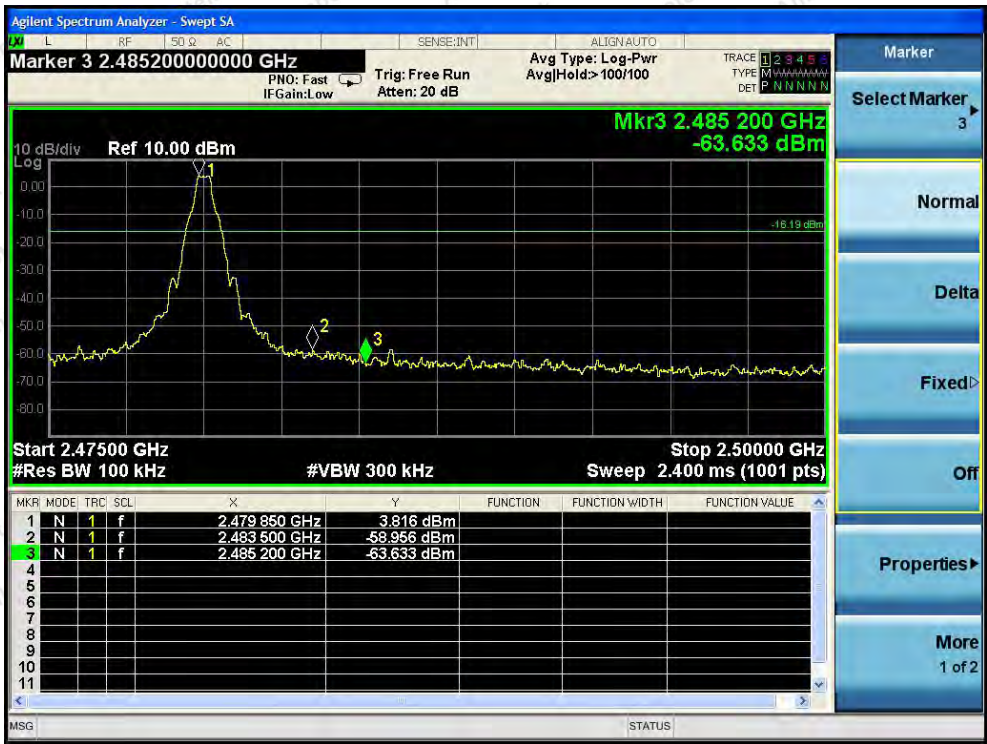 Agilent Spectrum Analyzer - Swept SA
LXI L RF 50 Ω AC SENSE:INT ALIGNAUTO
Marker 3 2.485200000000 GHz
PNO: Fast
IFGain:Low
Trig: Free Run
Atten: 20 dB
Avg Type: Log-Pwr
Avg|Hold:> 100/100
TRACE 1 2 3 4 5 6
TYPE M
DET P N N N N N
Mkr3 2.485 200 GHz
-63.633 dBm
10 dB/div
Log
Ref 10.00 dBm
1
0.00
-10.0
-16.19 dBm
-20.0
-30.0
-40.0
-50.0
2
3
-60.0
-70.0
-80.0
Start 2.47500 GHz
#Res BW 100 kHz
#VBW 300 kHz
Stop 2.50000 GHz
Sweep 2.400 ms (1001 pts)
MKR MODE TRC SCL X Y FUNCTION FUNCTION WIDTH FUNCTION VALUE
1 N 1 f 2.479 850 GHz 3.816 dBm
2 N 1 f 2.483 500 GHz -58.956 dBm
3 N 1 f 2.485 200 GHz -63.633 dBm
4
5
6
7
8
9
10
11
MSG STATUS
Marker
Select Marker
3
Normal
Delta
Fixed
Off
Properties
More
1 of 2